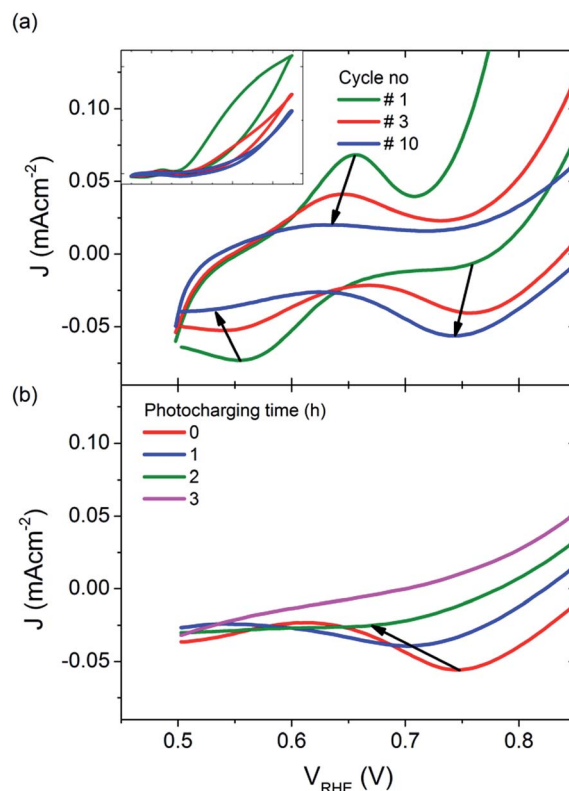 (a)
Cycle no
# 1
# 3
# 10
0.10
0.05
0.00
-0.05
J (mAcm⁻²)
(b)
Photocharging time (h)
0
1
2
3
0.10
0.05
0.00
-0.05
J (mAcm⁻²)
0.5 0.6 0.7 0.8
V_RHE (V)